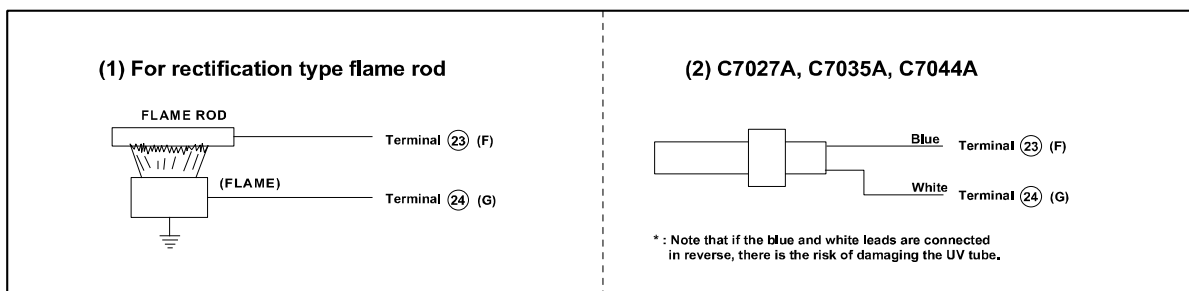 (1) For rectification type flame rod
FLAME ROD
Terminal 23 (F)
(FLAME)
Terminal 24 (G)
(2) C7027A, C7035A, C7044A
Blue
Terminal 23 (F)
White
Terminal 24 (G)
* : Note that if the blue and white leads are connected
in reverse, there is the risk of damaging the UV tube.